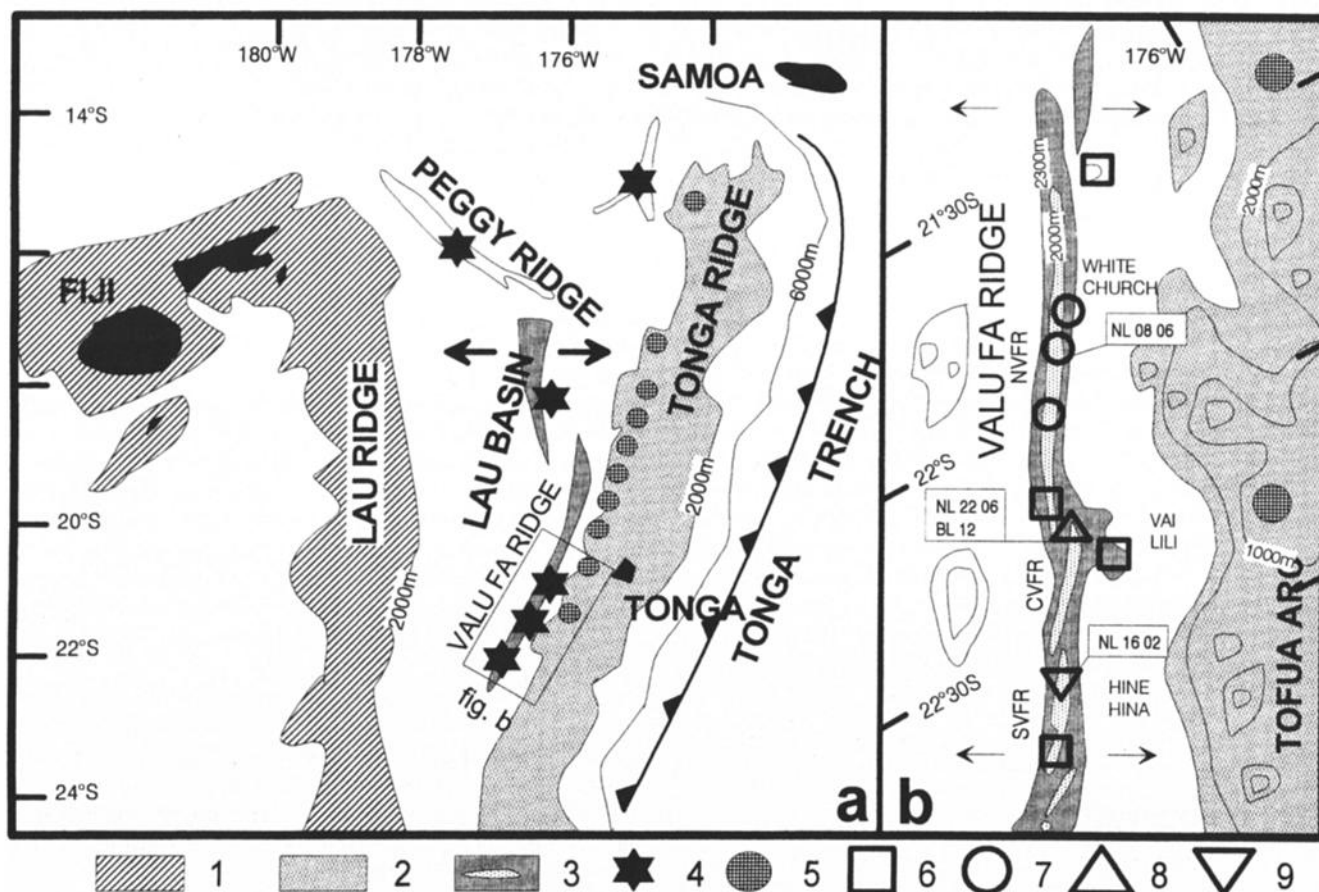 180°W
178°W
176°W
SAMOA
14°S
PEGGY RIDGE
FIJI
TONGA RIDGE
6000m
LAU RIDGE
LAU BASIN
2000m
2000m
TRENCH
TONGA
20°S
VALU FA RIDGE
TONGA
22°S
fig. b
24°S
a
176°W
2300m
2000m
2000m
21°30S
VALU FA RIDGE
WHITE
CHURCH
NL 08 06
NVFR
22°S
NL 22 06
BL 12
VAI
LILI
1000m
CVFR
NL 16 02
22°30S
HINE
HINA
SVFR
TOFUA ARC
b
1 2 3 4 5 6 7 8 9